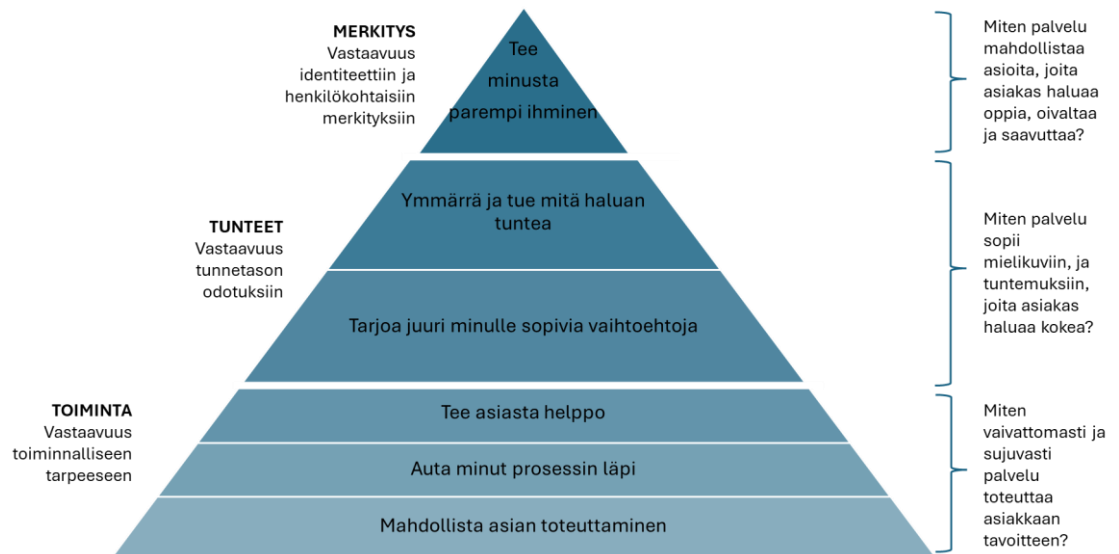 MERKITYS
Vastaavuus
identiteettiin ja
henkilökohtaisiin
merkityksiin
Tee
minusta
parempi ihminen
Miten palvelu
mahdollistaa
asioita, joita
asiakas haluaa
oppia, oivaltaa
ja saavuttaa?
TUNTEET
Vastaavuus
tunnetason
odotuksiin
Ymmärrä ja tue mitä haluan
tuntea
Tarjoa juuri minulle sopivia vaihtoehtoja
Miten palvelu
sopii
mielikuviin, ja
tuntemuksiin,
joita asiakas
haluaa kokea?
TOIMINTA
Vastaavuus
toiminnalliseen
tarpeeseen
Tee asiasta helppo
Auta minut prosessin läpi
Mahdollista asian toteuttaminen
Miten
vaivattomasti ja
sujuvasti
palvelu
toteuttaa
asiakkaan
tavoitteen?